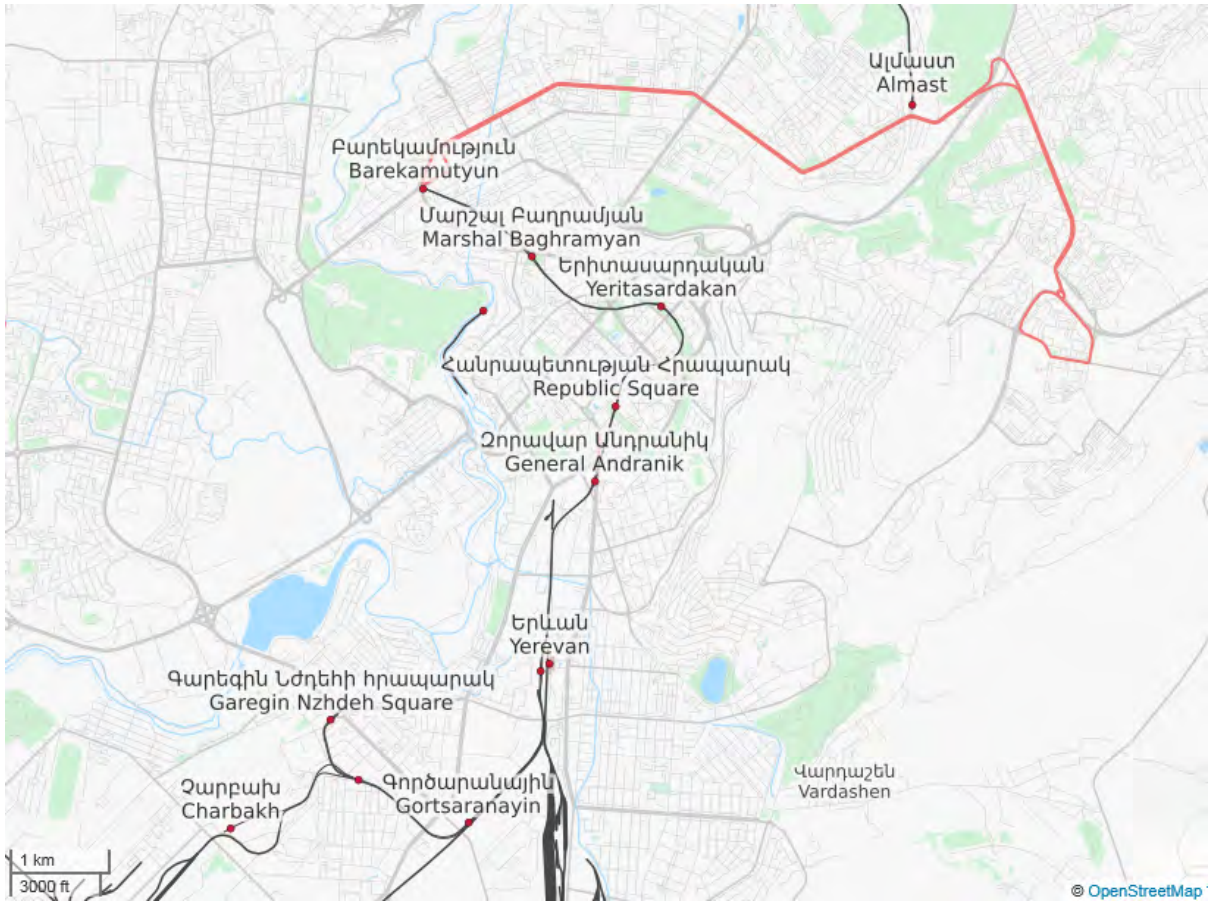 Ալմաստ
Almast
Բարեկամություն
Barekamutyun
Մարշալ Բաղրամյան
Marshal Baghramyan
Երիտասարդական
Yeritasardakan
Հանրապետության Հրապարակ
Republic Square
Զորավար Անդրանիկ
General Andranik
Երևան
Yerevan
Գարեգին Նժդեհի հրապարակ
Garegin Nzhdeh Square
Չարբախ
Charbakh
Գործարանային
Gortsaranayin
Վարդաշեն
Vardashen
1 km
3000 ft
© OpenStreetMap